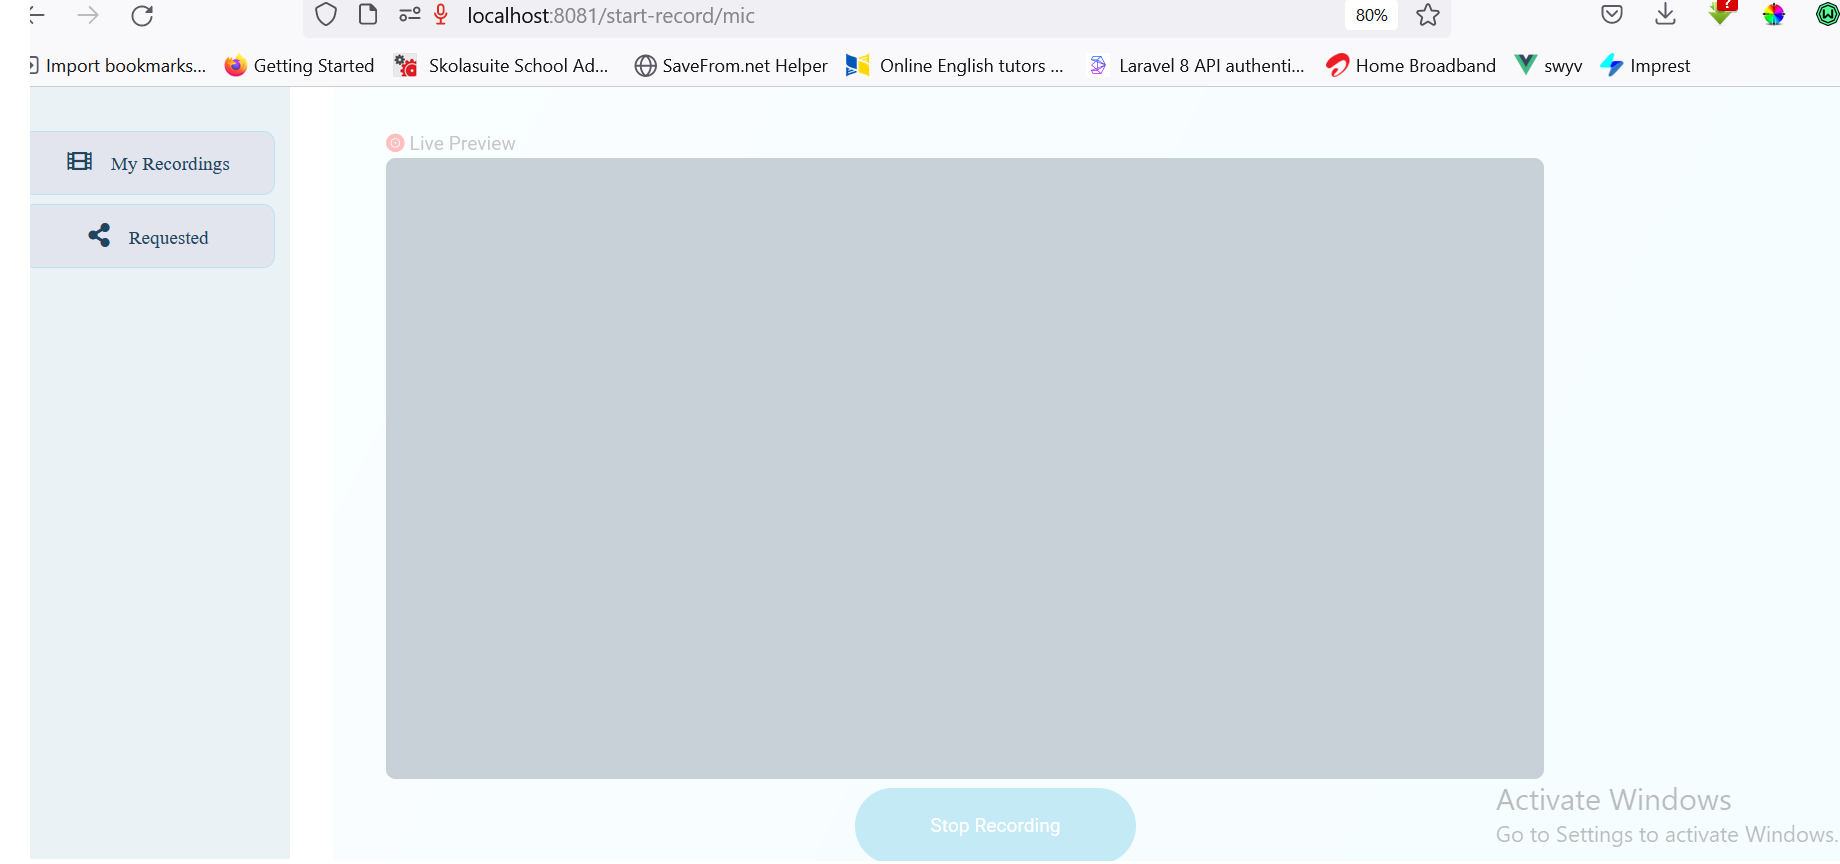 localhost:8081/start-record/mic
80%
?
Import bookmarks...
Getting Started
Skolasuite School Ad...
SaveFrom.net Helper
Online English tutors ...
Laravel 8 API authenti...
Home Broadband
swyv
Imprest
My Recordings
Requested
Live Preview
Stop Recording
Activate Windows
Go to Settings to activate Windows.